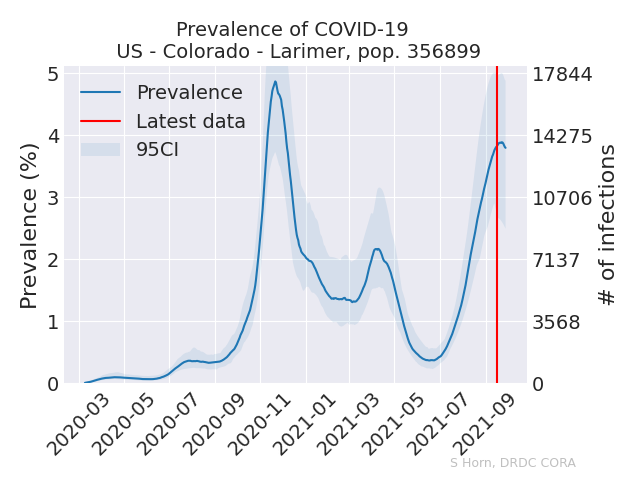 Prevalence of COVID-19
US - Colorado - Larimer, pop. 356899
Prevalence
Latest data
95CI
Prevalence (%)
5
4
3
2
1
0
17844
14275
10706
7137
3568
0
# of infections
2020-03
2020-05
2020-07
2020-09
2020-11
2021-01
2021-03
2021-05
2021-07
2021-09
S Horn, DRDC CORA